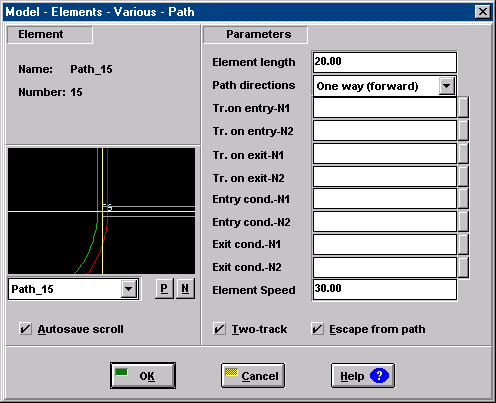 Model - Elements - Various - Path
Element
Parameters
Name: Path_15
Number: 15
Element length 20.00
Path directions One way (forward)
Tr.on entry-N1
Tr. on entry-N2
Tr. on exit-N1
Tr. on exit-N2
Entry cond.-N1
Entry cond.-N2
Exit cond.-N1
Exit cond.-N2
Element Speed 30.00
Path_15 P N
Autosave scroll
Two-track
Escape from path
OK
Cancel
Help ?